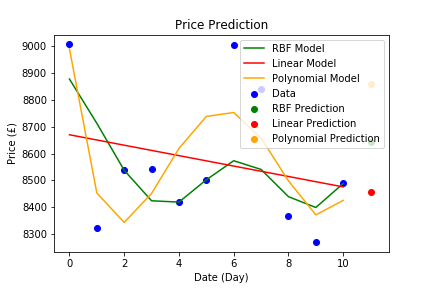 Price Prediction
9000
8900
8800
8700
8600
8500
8400
8300
Price (£)
RBF Model
Linear Model
Polynomial Model
Data
RBF Prediction
Linear Prediction
Polynomial Prediction
0
2
4
6
8
10
Date (Day)